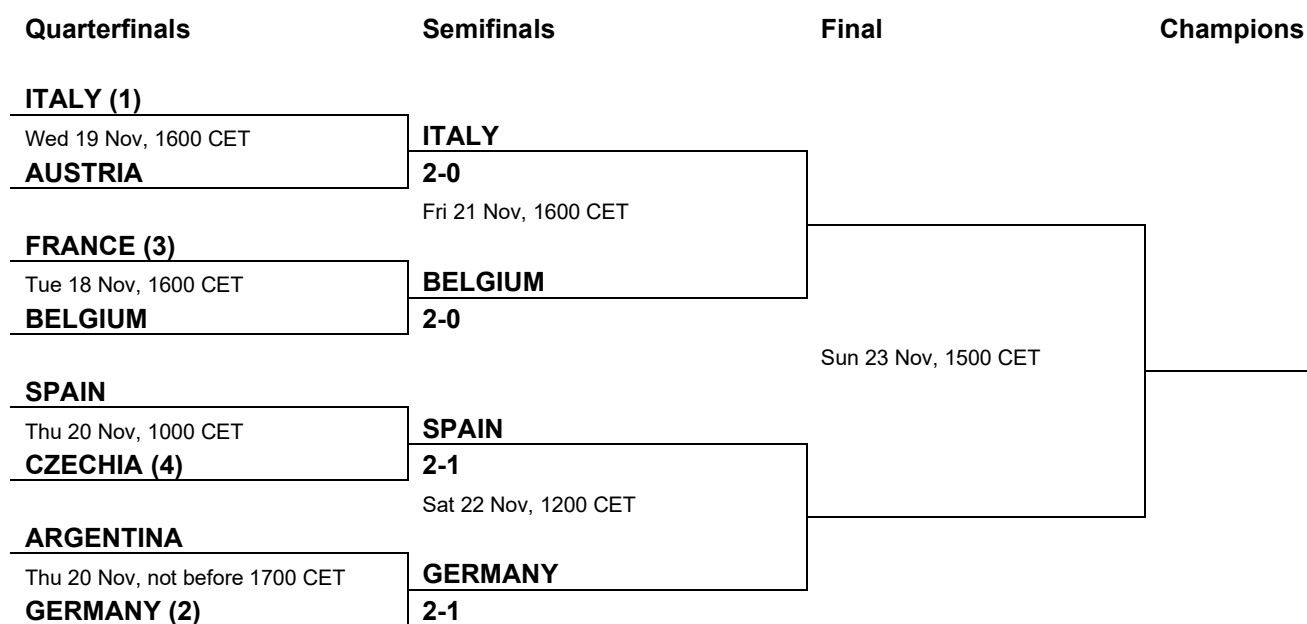 Quarterfinals Semifinals Final Champions
ITALY (1)
Wed 19 Nov, 1600 CET
AUSTRIA
FRANCE (3)
Tue 18 Nov, 1600 CET
BELGIUM
SPAIN
Thu 20 Nov, 1000 CET
CZECHIA (4)
ARGENTINA
Thu 20 Nov, not before 1700 CET
GERMANY (2)
ITALY
2-0
Fri 21 Nov, 1600 CET
BELGIUM
2-0
SPAIN
2-1
Sat 22 Nov, 1200 CET
GERMANY
2-1
Sun 23 Nov, 1500 CET